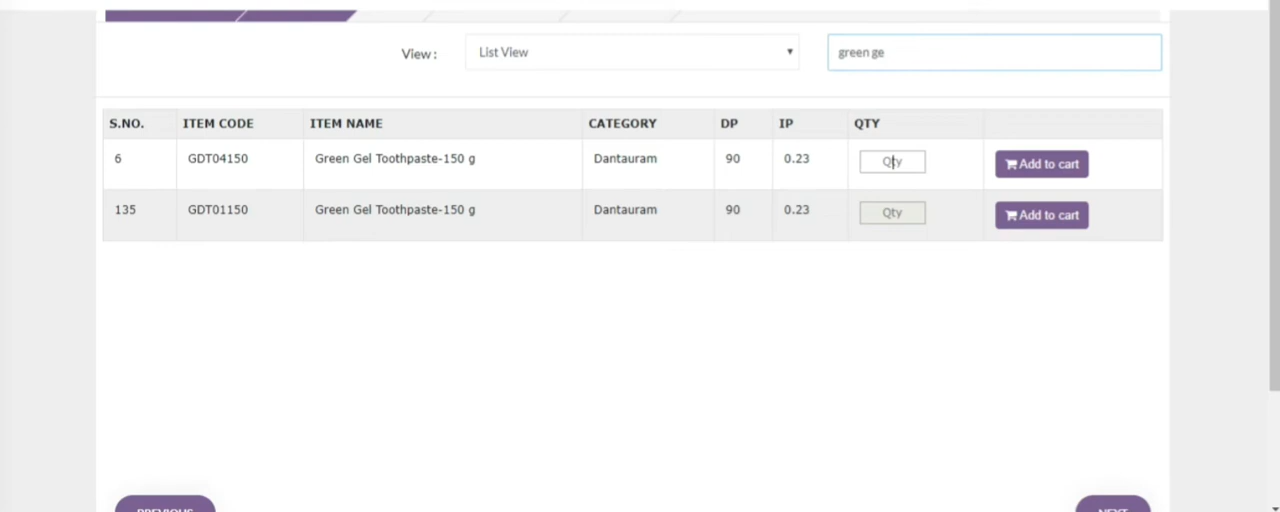 View : List View green ge
S.NO. ITEM CODE ITEM NAME CATEGORY DP IP QTY
6 GDT04150 Green Gel Toothpaste-150 g Dantauram 90 0.23 Qty Add to cart
135 GDT01150 Green Gel Toothpaste-150 g Dantauram 90 0.23 Qty Add to cart
PREVIOUS NEXT